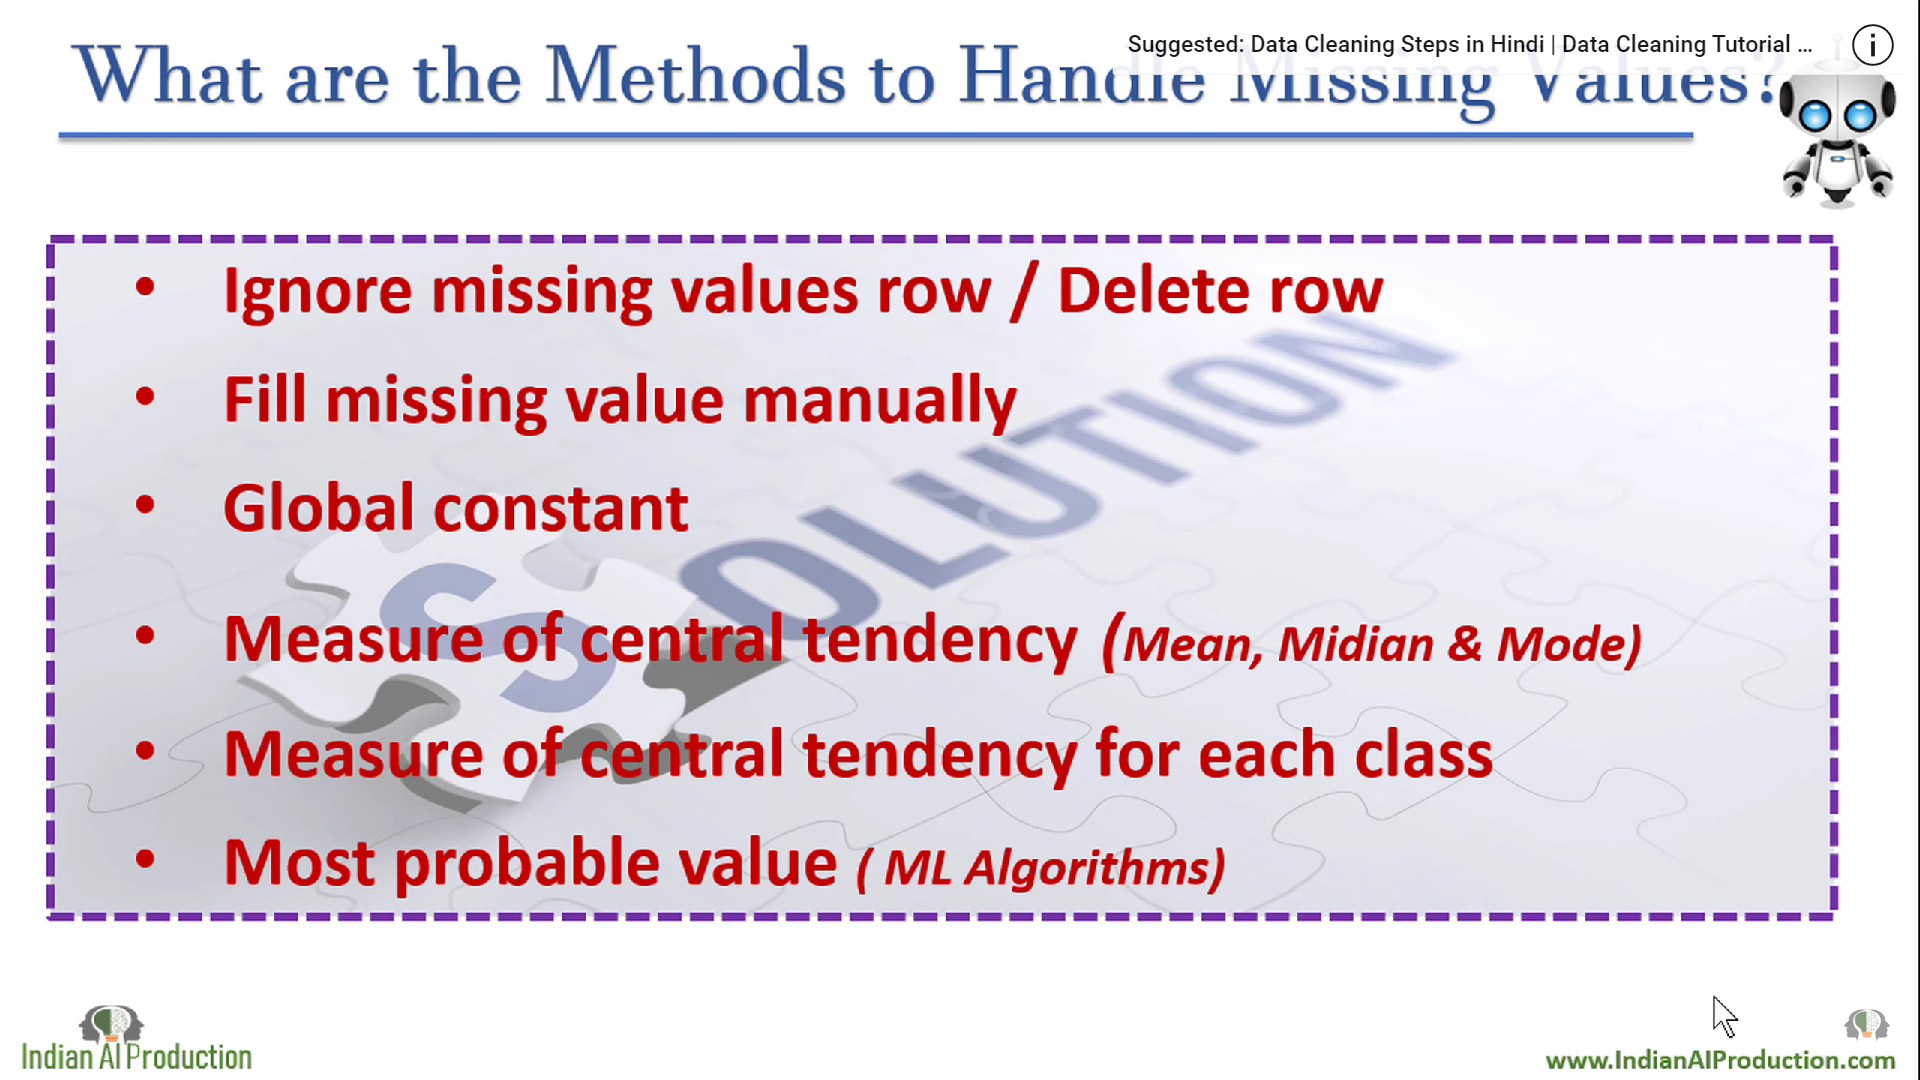 What are the Methods to Handle Missing Values?
Suggested: Data Cleaning Steps in Hindi | Data Cleaning Tutorial ...
i
• Ignore missing values row / Delete row
• Fill missing value manually
• Global constant
• Measure of central tendency (Mean, Midian & Mode)
• Measure of central tendency for each class
• Most probable value ( ML Algorithms)
SOLUTION
Indian AI Production
www.IndianAIProduction.com